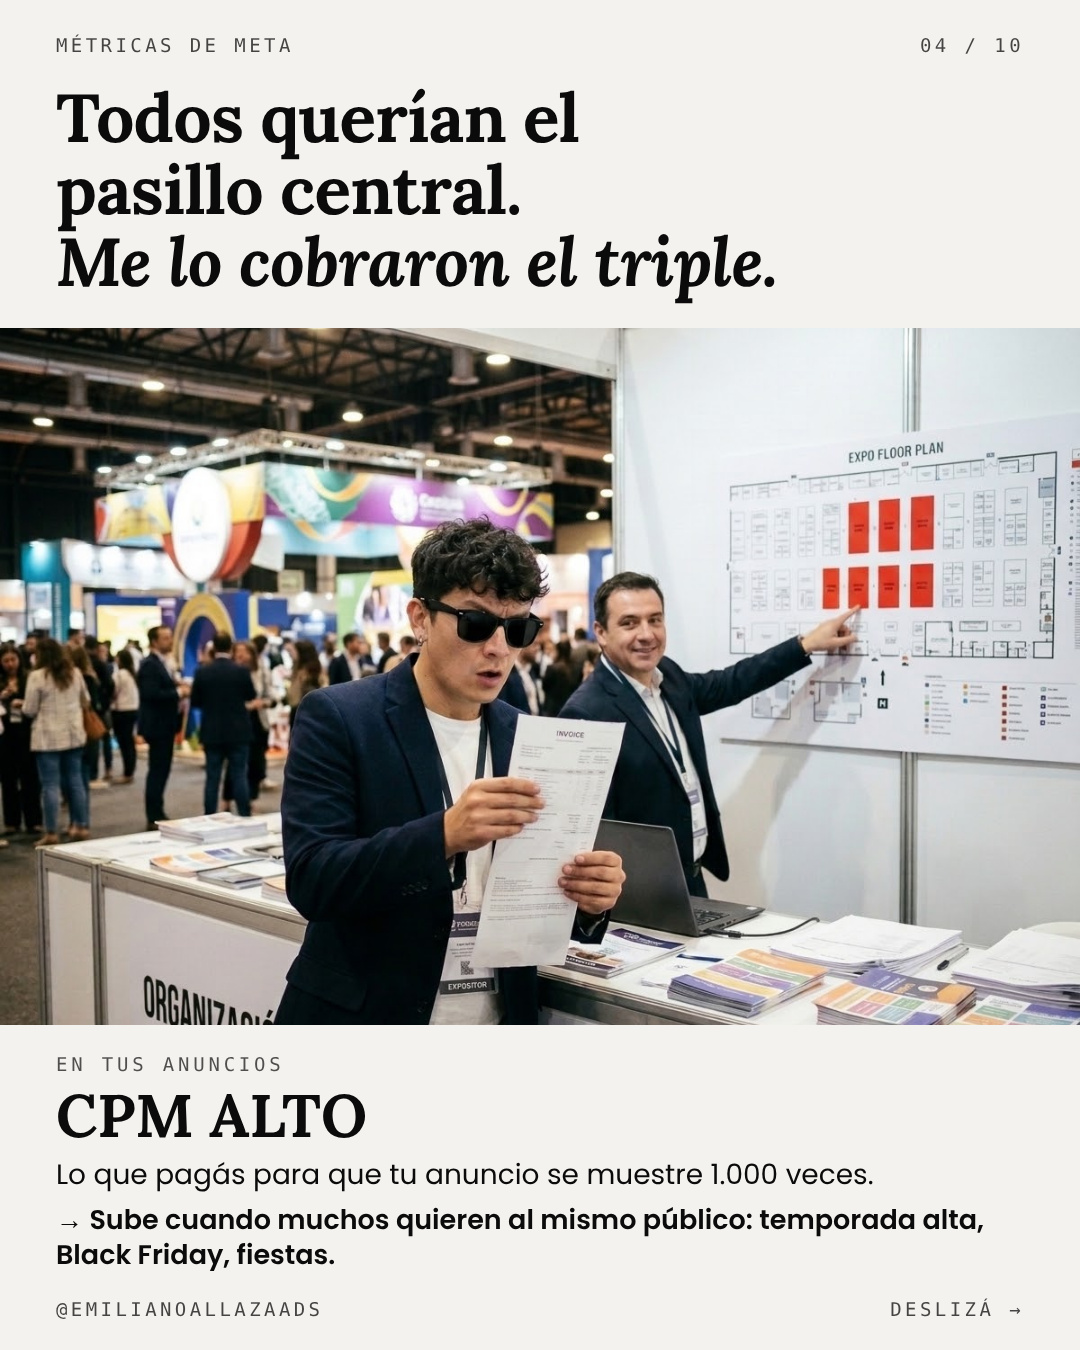 MÉTRICAS DE META
04 / 10
Todos querían el
pasillo central.
Me lo cobraron el triple.
EXPO FLOOR PLAN
INVOICE
EXPOSITOR
ORGANIZACIÓ
EN TUS ANUNCIOS
CPM ALTO
Lo que pagás para que tu anuncio se muestre 1.000 veces.
→ Sube cuando muchos quieren al mismo público: temporada alta,
Black Friday, fiestas.
@EMILIANOALLAZAADS
DESLIZÁ →